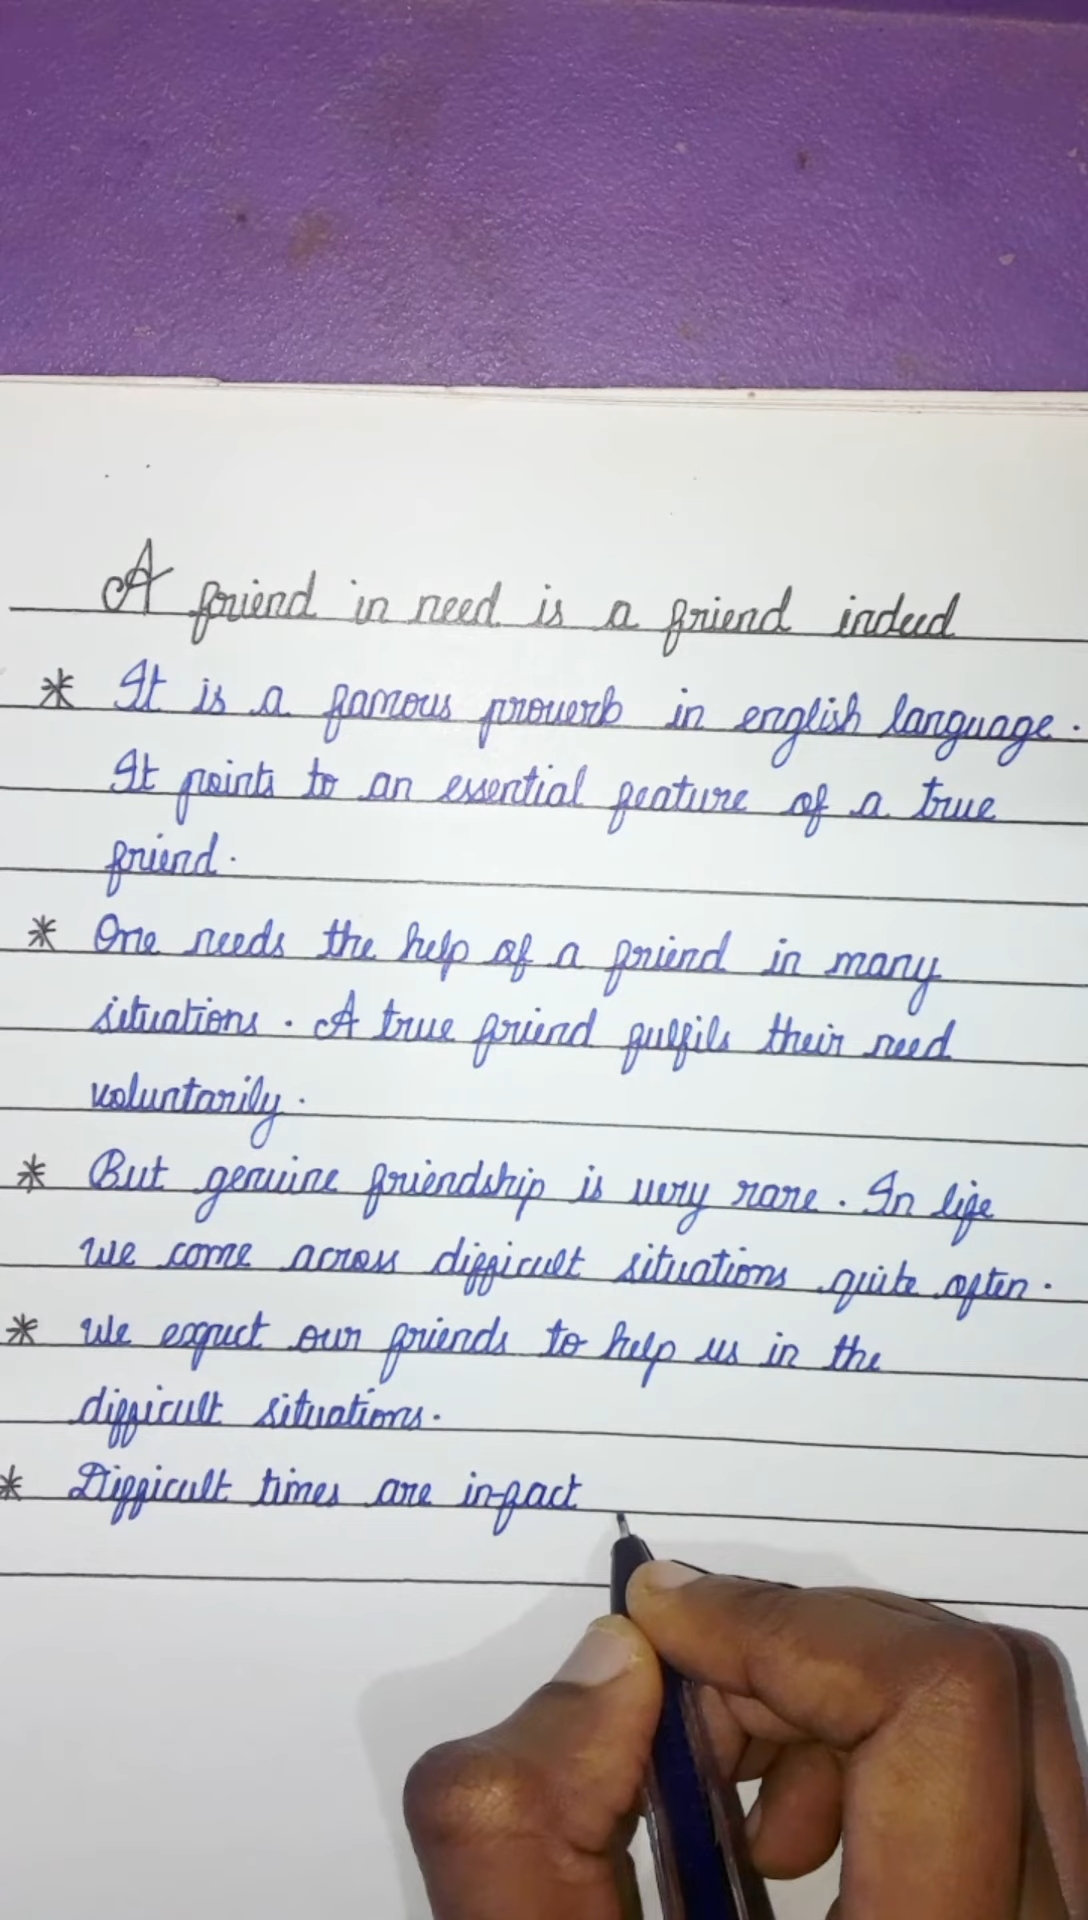 A friend in need is a friend indeed
* It is a famous proverb in english language.
It points to an essential feature of a true
friend.
* One needs the help of a friend in many
situations. A true friend fulfils their need
voluntarily.
* But genuine friendship is very rare. In life
we come across difficult situations quite often.
* We expect our friends to help us in the
difficult situations.
* Difficult times are in-fact